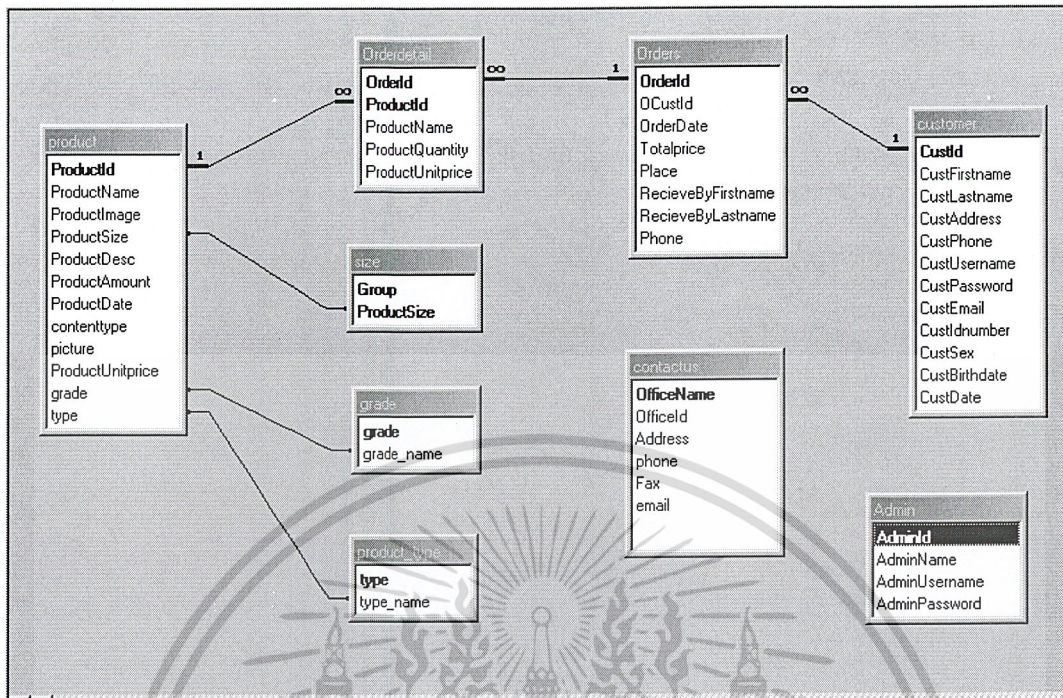 product
ProductId
ProductName
ProductImage
ProductSize
ProductDesc
ProductAmount
ProductDate
contenttype
picture
ProductUnitprice
grade
type
1
∞
Orderdetail
OrderId
ProductId
ProductName
ProductQuantity
ProductUnitprice
∞
1
size
Group
ProductSize
grade
grade
grade_name
product_type
type
type_name
Orders
OrderId
OCustId
OrderDate
Totalprice
Place
RecieveByFirstname
RecieveByLastname
Phone
∞
1
contactus
OfficeName
OfficeId
Address
phone
Fax
email
customer
CustId
CustFirstname
CustLastname
CustAddress
CustPhone
CustUsername
CustPassword
CustEmail
CustIdnumber
CustSex
CustBirthdate
CustDate
Admin
AdminId
AdminName
AdminUsername
AdminPassword